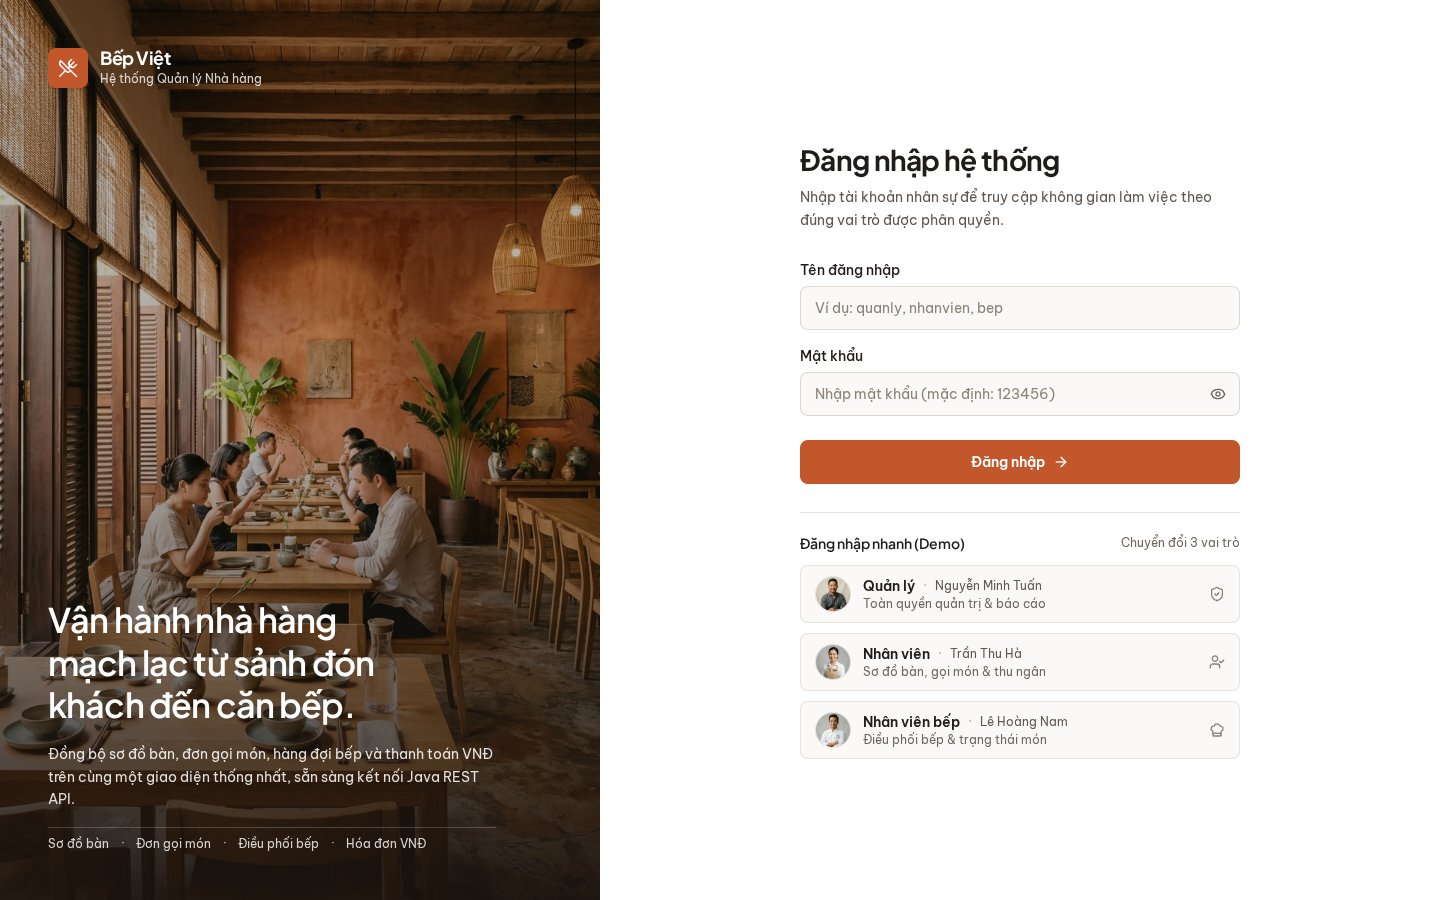 Bếp Việt
Hệ thống Quản lý Nhà hàng
Vận hành nhà hàng
mạch lạc từ sảnh đón
khách đến căn bếp.
Đồng bộ sơ đồ bàn, đơn gọi món, hàng đợi bếp và thanh toán VNĐ
trên cùng một giao diện thống nhất, sẵn sàng kết nối Java REST
API.
Sơ đồ bàn · Đơn gọi món · Điều phối bếp · Hóa đơn VNĐ
Đăng nhập hệ thống
Nhập tài khoản nhân sự để truy cập không gian làm việc theo
đúng vai trò được phân quyền.
Tên đăng nhập
Ví dụ: quanly, nhanvien, bep
Mật khẩu
Nhập mật khẩu (mặc định: 123456)
Đăng nhập →
Đăng nhập nhanh (Demo) Chuyển đổi 3 vai trò
Quản lý · Nguyễn Minh Tuấn
Toàn quyền quản trị & báo cáo
Nhân viên · Trần Thu Hà
Sơ đồ bàn, gọi món & thu ngân
Nhân viên bếp · Lê Hoàng Nam
Điều phối bếp & trạng thái món